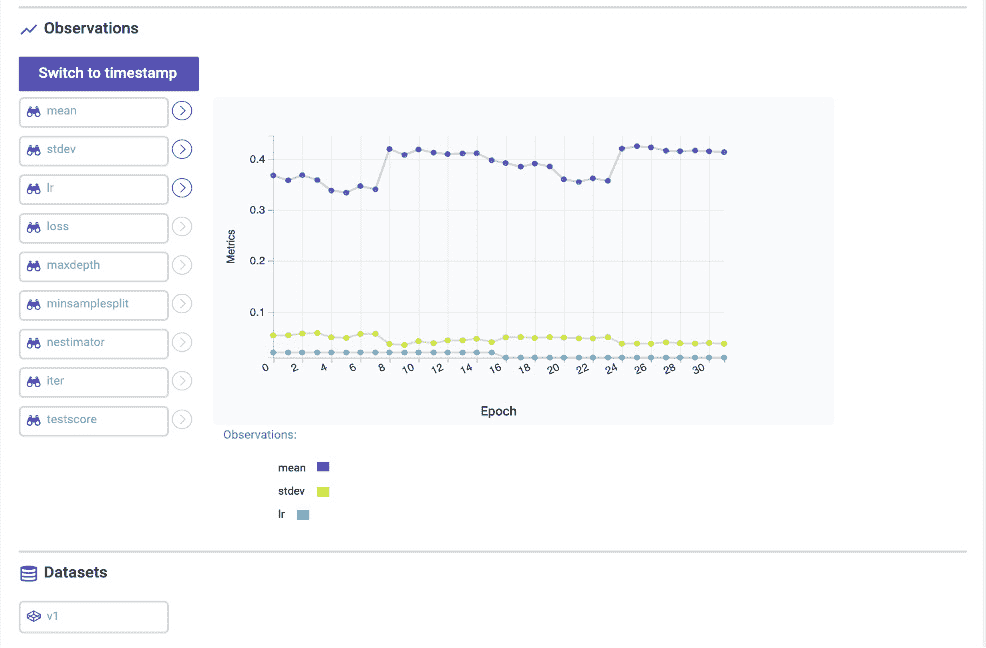 Observations
Switch to timestamp
mean
stdev
lr
loss
maxdepth
minsamplesplit
nestimator
iter
testscore
Metrics
0.4
0.3
0.2
0.1
0 2 4 6 8 10 12 14 16 18 20 22 24 26 28 30
Epoch
Observations:
mean
stdev
lr
Datasets
v1